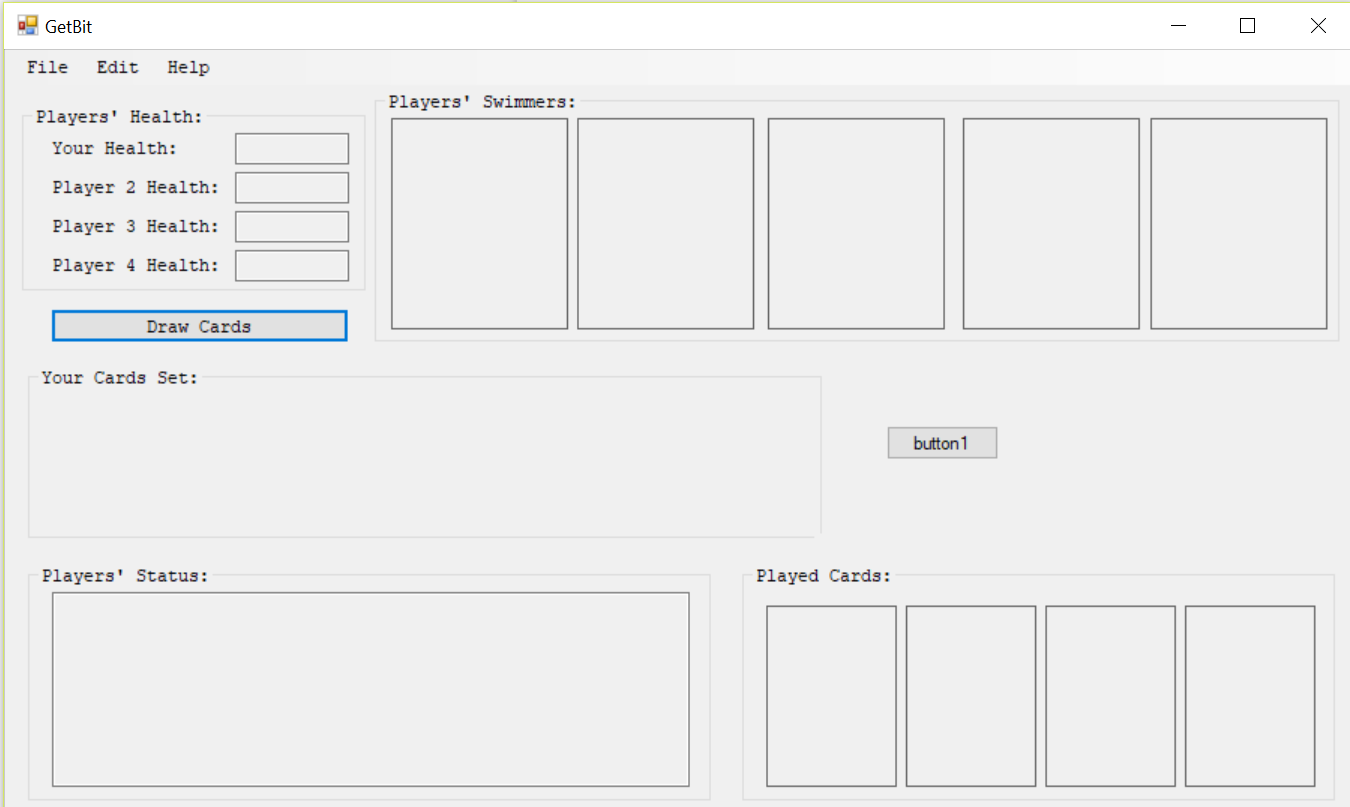 GetBit
File Edit Help
Players' Health:
Your Health:
Player 2 Health:
Player 3 Health:
Player 4 Health:
Draw Cards
Players' Swimmers:
Your Cards Set:
button1
Players' Status:
Played Cards: